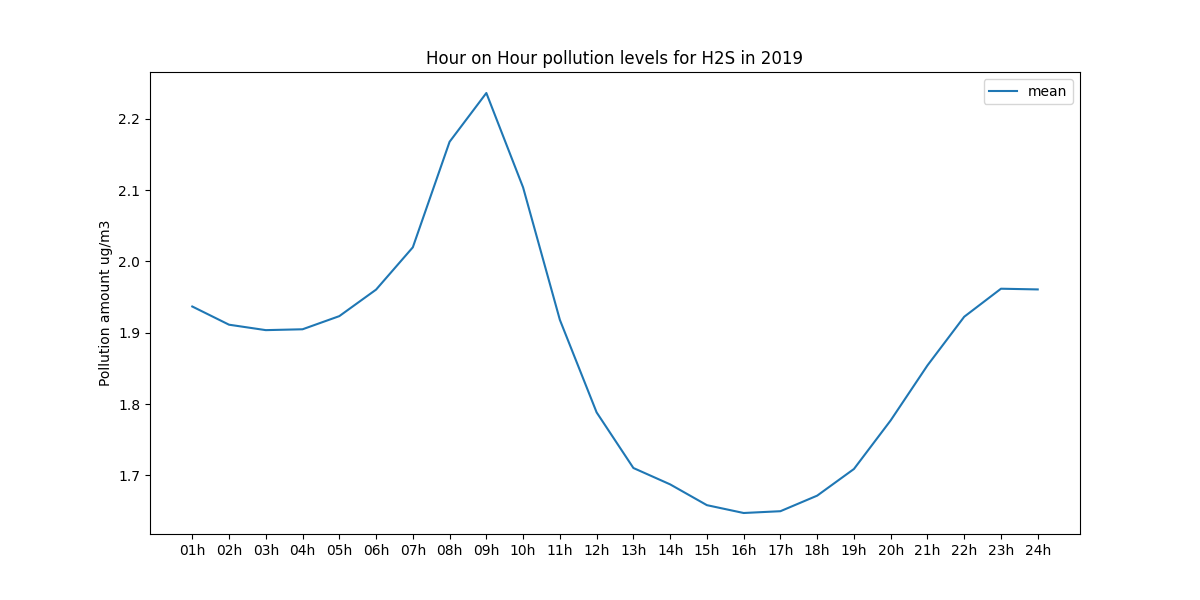 Hour on Hour pollution levels for H2S in 2019
mean
Pollution amount ug/m3
2.2
2.1
2.0
1.9
1.8
1.7
01h 02h 03h 04h 05h 06h 07h 08h 09h 10h 11h 12h 13h 14h 15h 16h 17h 18h 19h 20h 21h 22h 23h 24h